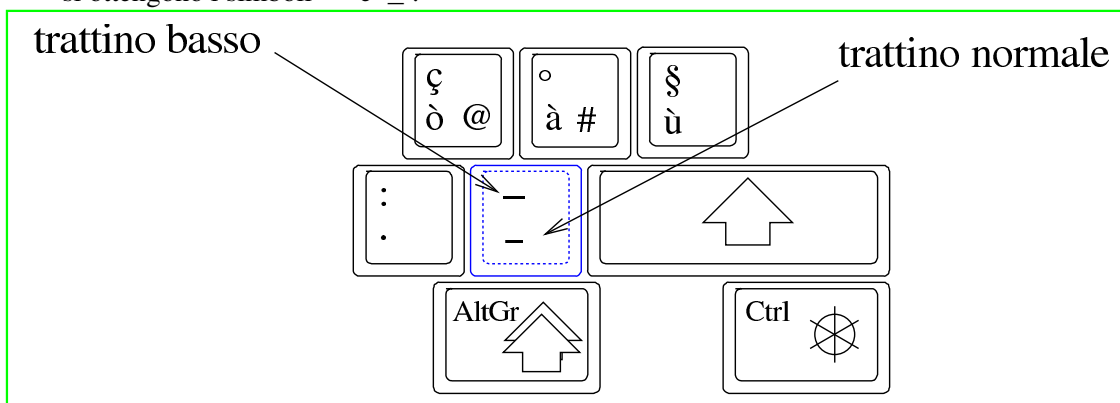 trattino basso
trattino normale
ç
ò @
°
à #
§
ù
:
.
_
-
AltGr
Ctrl